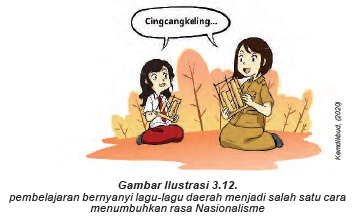 Cingcangkeling...
Kemdikbud, (2020)
Gambar Ilustrasi 3.12.
pembelajaran bernyanyi lagu-lagu daerah menjadi salah satu cara
menumbuhkan rasa Nasionalisme